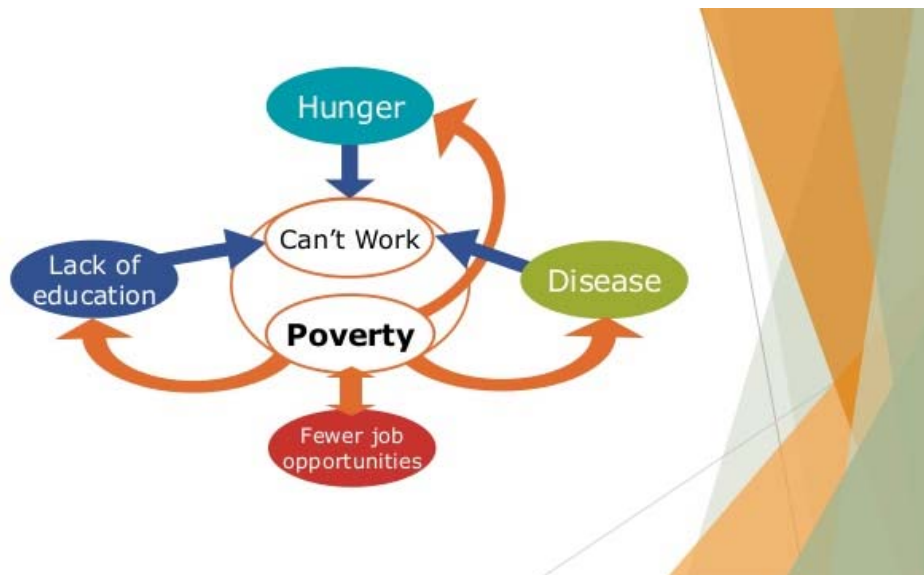 Hunger
Can't Work
Lack of
education
Disease
Poverty
Fewer job
opportunities